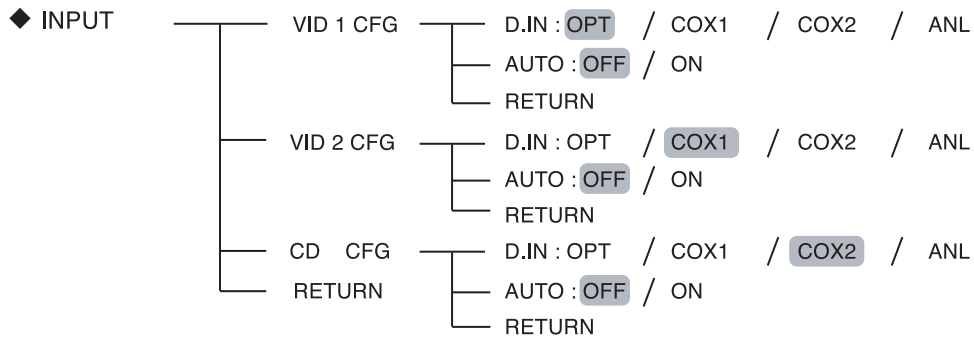 ◆ INPUT VID 1 CFG D.IN : OPT / COX1 / COX2 / ANL
AUTO : OFF / ON
RETURN
VID 2 CFG D.IN : OPT / COX1 / COX2 / ANL
AUTO : OFF / ON
RETURN
CD CFG D.IN : OPT / COX1 / COX2 / ANL
RETURN AUTO : OFF / ON
RETURN